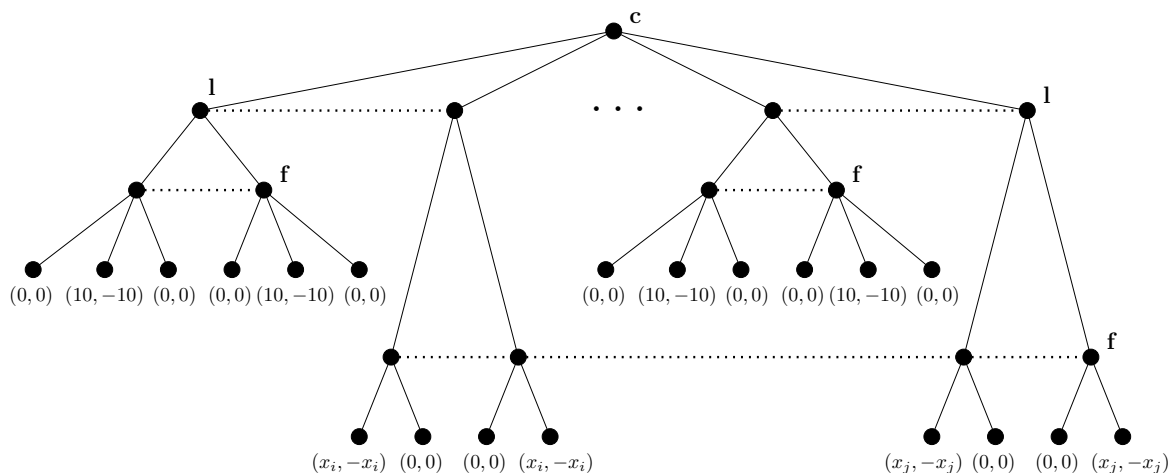 c
l
. . .
l
f
f
(0, 0) (10, −10) (0, 0) (0, 0) (10, −10) (0, 0)
(0, 0) (10, −10) (0, 0) (0, 0) (10, −10) (0, 0)
f
(x_i, −x_i) (0, 0) (0, 0) (x_i, −x_i)
(x_j, −x_j) (0, 0) (0, 0) (x_j, −x_j)